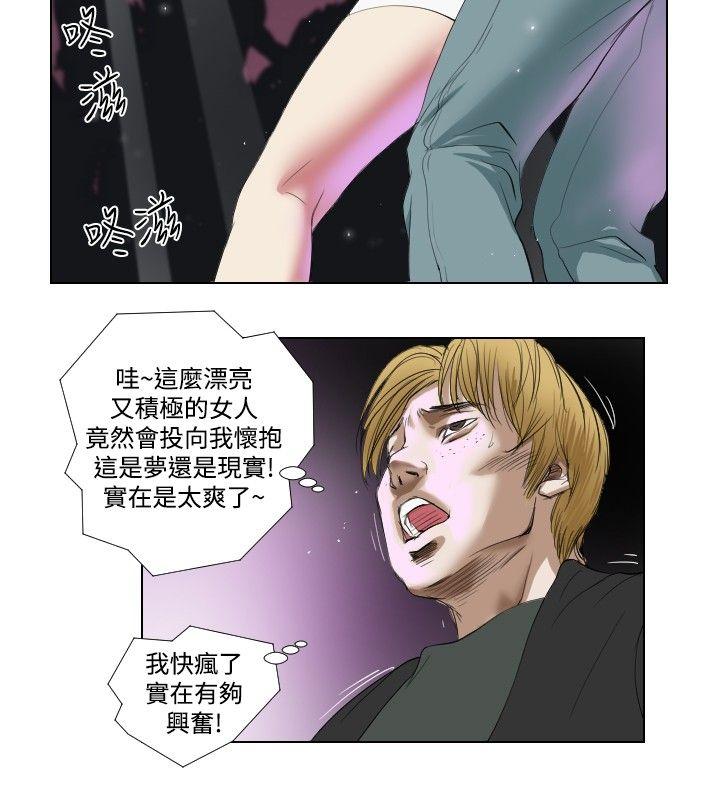 咚
滋
咚滋
哇~這麼漂亮
又積極的女人
竟然會投向我懷抱
這是夢還是現實!
實在是太爽了~
我快瘋了
實在有夠
興奮!